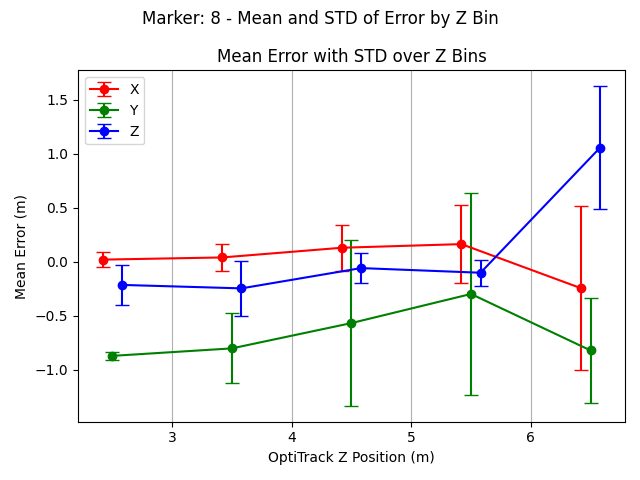 Marker: 8 - Mean and STD of Error by Z Bin
Mean Error with STD over Z Bins
X
Y
Z
Mean Error (m)
1.5
1.0
0.5
0.0
−0.5
−1.0
3
4
5
6
OptiTrack Z Position (m)